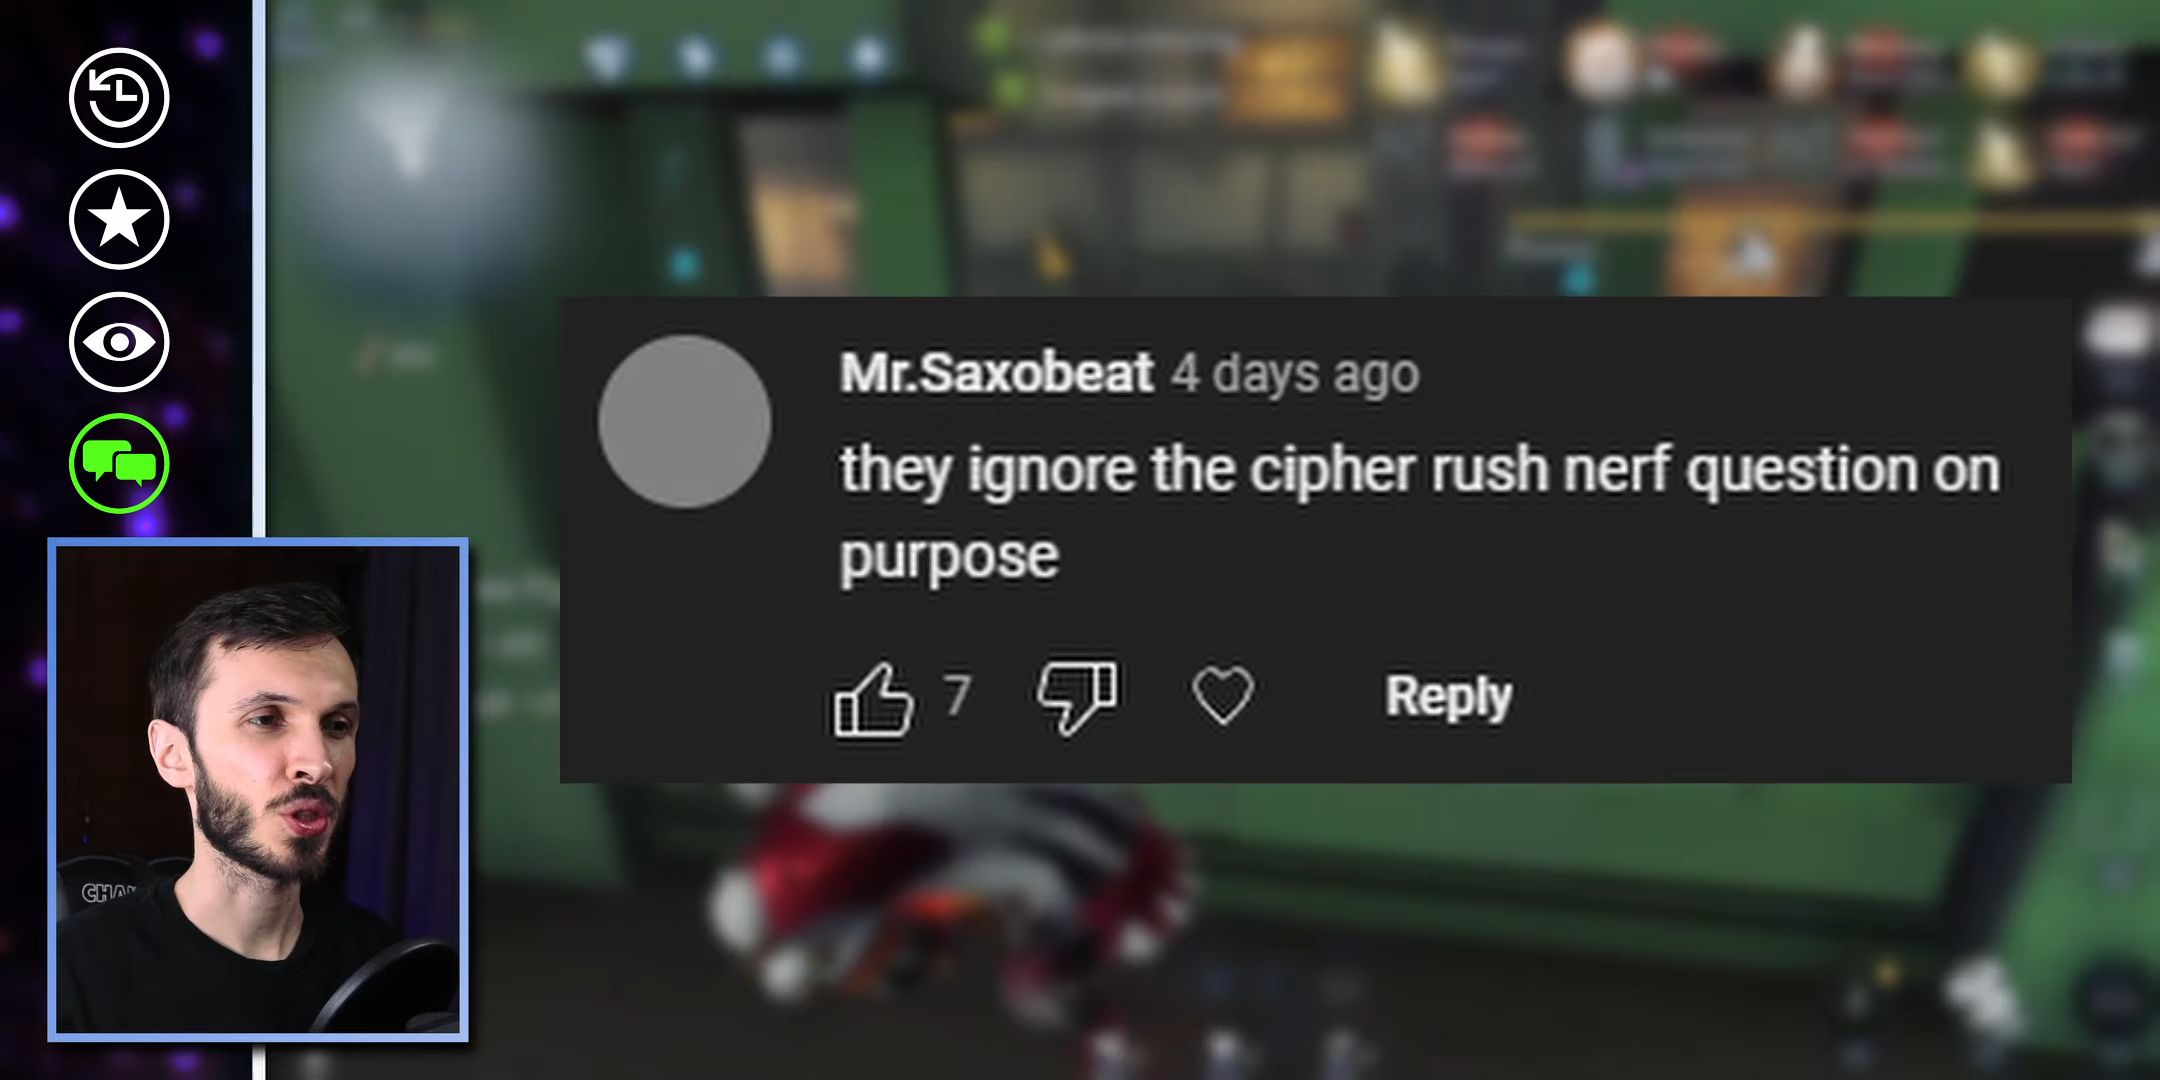 Mr.Saxobeat 4 days ago
they ignore the cipher rush nerf question on
purpose
7
Reply